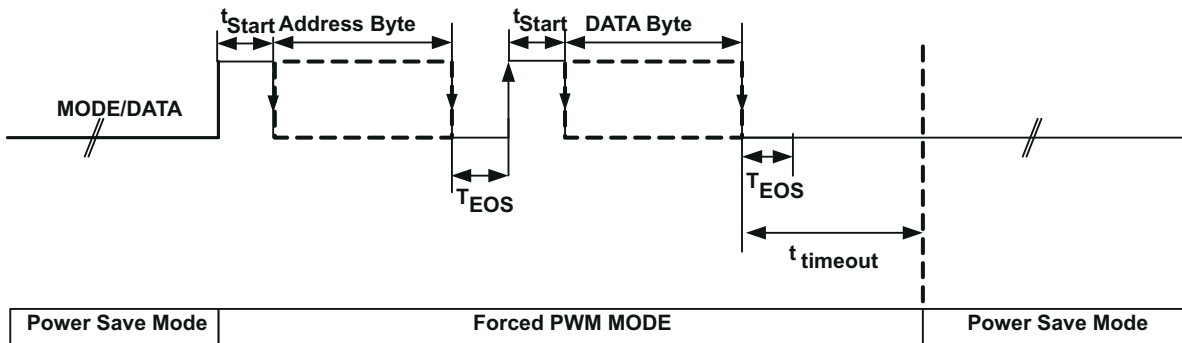 tStart Address Byte
tStart DATA Byte
MODE/DATA
TEOS
TEOS
t timeout
Power Save Mode
Forced PWM MODE
Power Save Mode